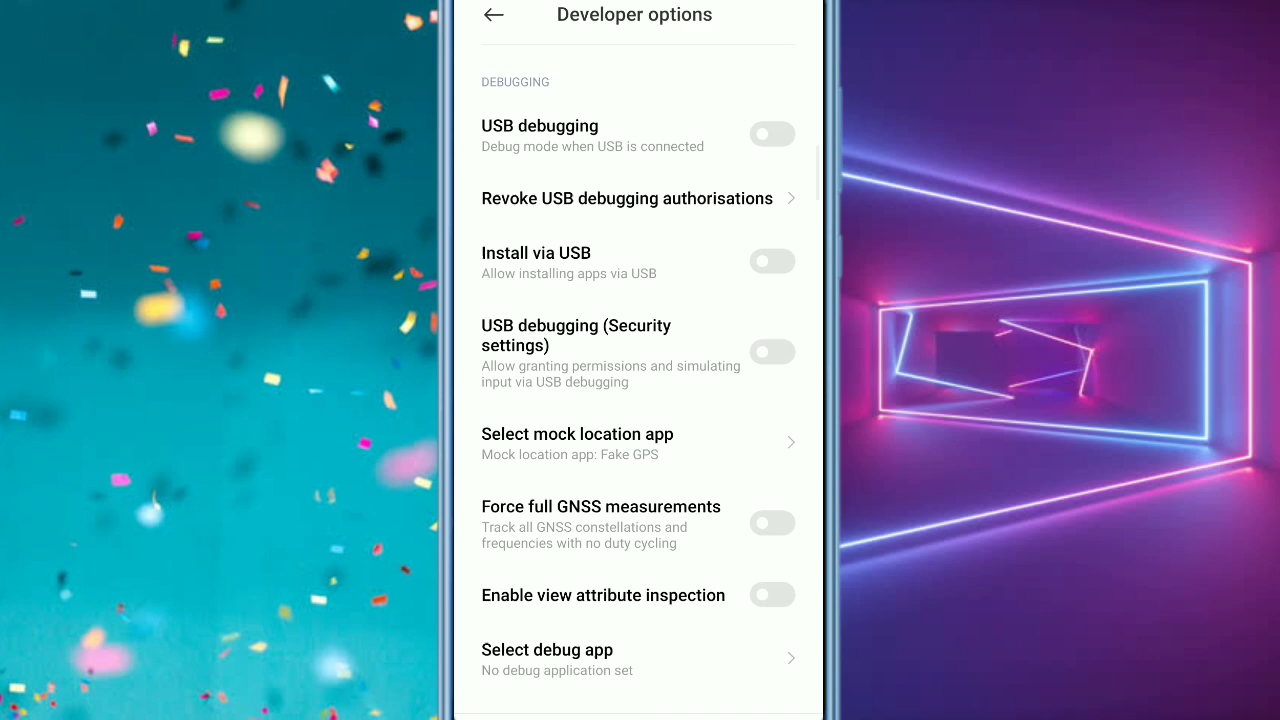 Developer options
DEBUGGING
USB debugging
Debug mode when USB is connected
Revoke USB debugging authorisations
Install via USB
Allow installing apps via USB
USB debugging (Security
settings)
Allow granting permissions and simulating
input via USB debugging
Select mock location app
Mock location app: Fake GPS
Force full GNSS measurements
Track all GNSS constellations and
frequencies with no duty cycling
Enable view attribute inspection
Select debug app
No debug application set